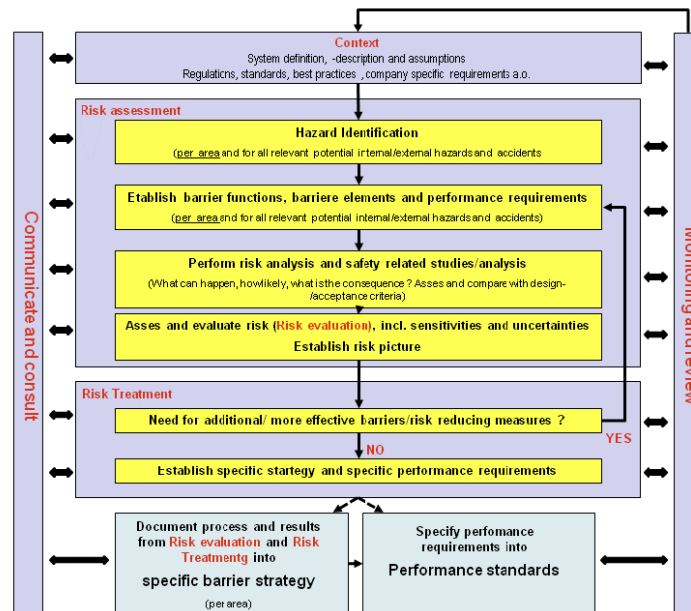 Context
System definition, -description and assumptions
Regulations, standards, best practices , company specific requirements a.o.
Risk assessment
Hazard Identification
(per area and for all relevant potential internal/external hazards and accidents
Etablish barrier functions, barriere elements and performance requirements
(per area and for all relevant potential internal/external hazards and accidents)
Perform risk analysis and safety related studies/analysis
(What can happen, howlikely, what is the consequence ? Asses and compare with design-
/acceptance criteria)
Asses and evaluate risk (Risk evaluation), incl. sensitivities and uncertainties
Establish risk picture
Risk Treatment
Need for additional/ more effective barriers/risk reducing measures ?
YES
NO
Establish specific startegy and specific performance requirements
Document process and results
from Risk evaluation and Risk
Treatmentg into
specific barrier strategy
(per area)
Specify perfomance
requirements into
Performance standards
Communicate and consult
Monitoring and review